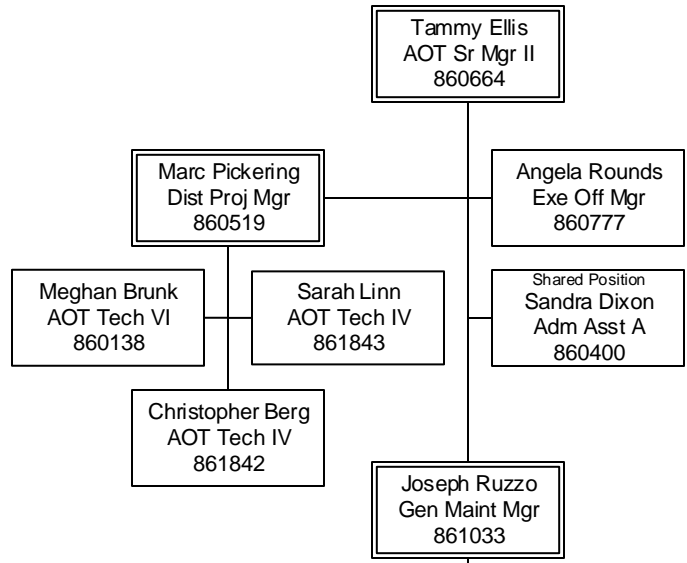 Tammy Ellis
AOT Sr Mgr II
860664
Marc Pickering
Dist Proj Mgr
860519
Angela Rounds
Exe Off Mgr
860777
Meghan Brunk
AOT Tech VI
860138
Sarah Linn
AOT Tech IV
861843
Shared Position
Sandra Dixon
Adm Asst A
860400
Christopher Berg
AOT Tech IV
861842
Joseph Ruzzo
Gen Maint Mgr
861033